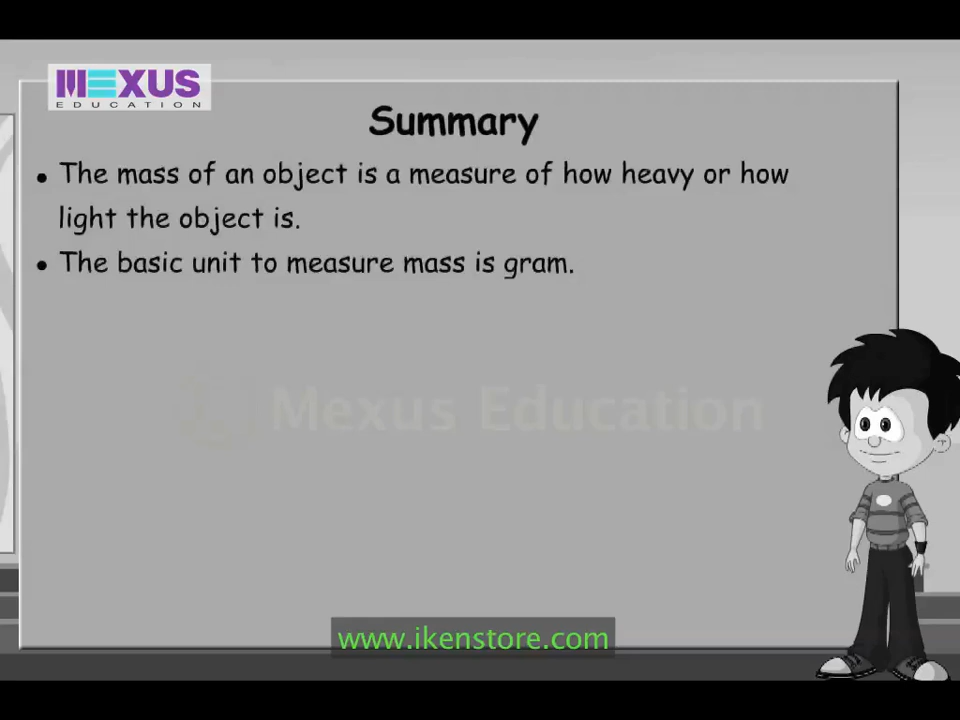 MEXUS
EDUCATION
Summary
• The mass of an object is a measure of how heavy or how
light the object is.
• The basic unit to measure mass is gram.
Mexus Education
www.ikenstore.com